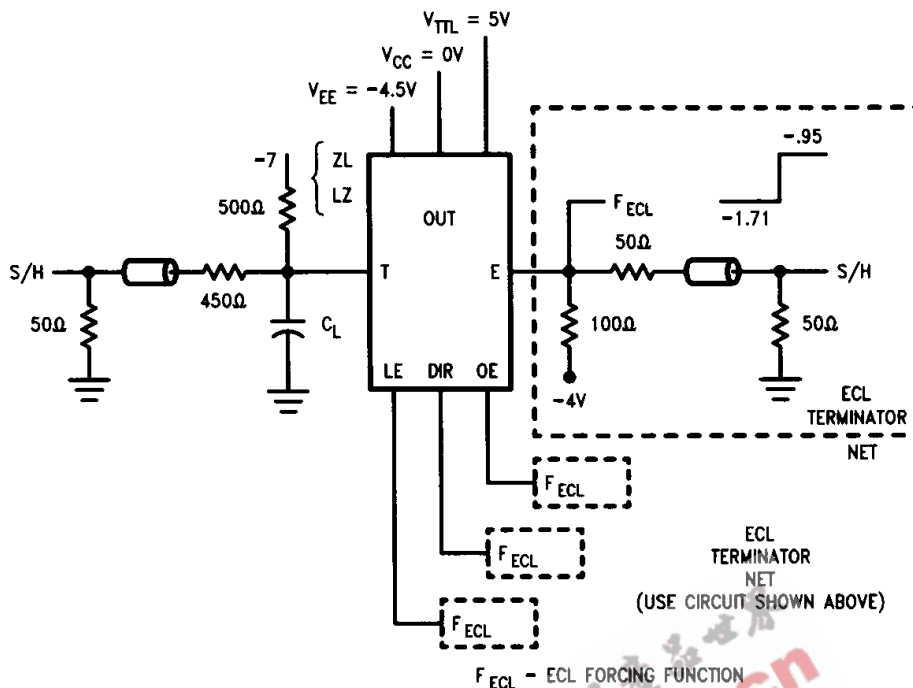 V_TTL = 5V
V_CC = 0V
V_EE = -4.5V
-7
ZL
LZ
500Ω
OUT
F_ECL
-.95
-1.71
50Ω
S/H
T
E
S/H
450Ω
50Ω
C_L
100Ω
50Ω
LE DIR OE
-4V
ECL
TERMINATOR
NET
F_ECL
F_ECL
F_ECL
ECL
TERMINATOR
NET
(USE CIRCUIT SHOWN ABOVE)
F_ECL - ECL FORCING FUNCTION